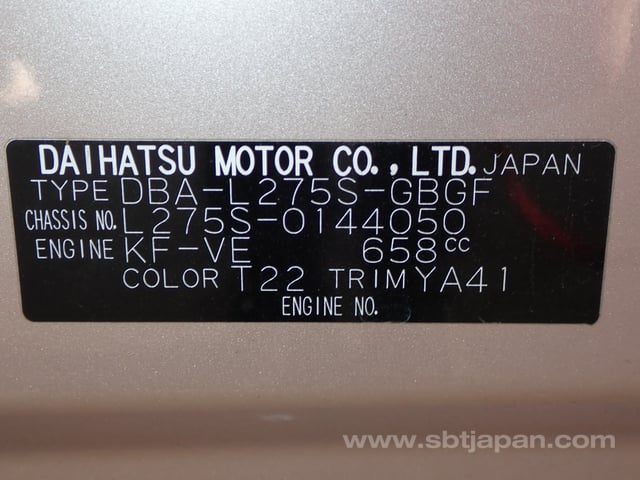 DAIHATSU MOTOR CO., LTD. JAPAN
TYPE DBA-L275S-GBGF
CHASSIS NO. L275S-0144050
ENGINE KF-VE 658cc
COLOR T22 TRIM YA41
ENGINE NO.
www.sbtjapan.com